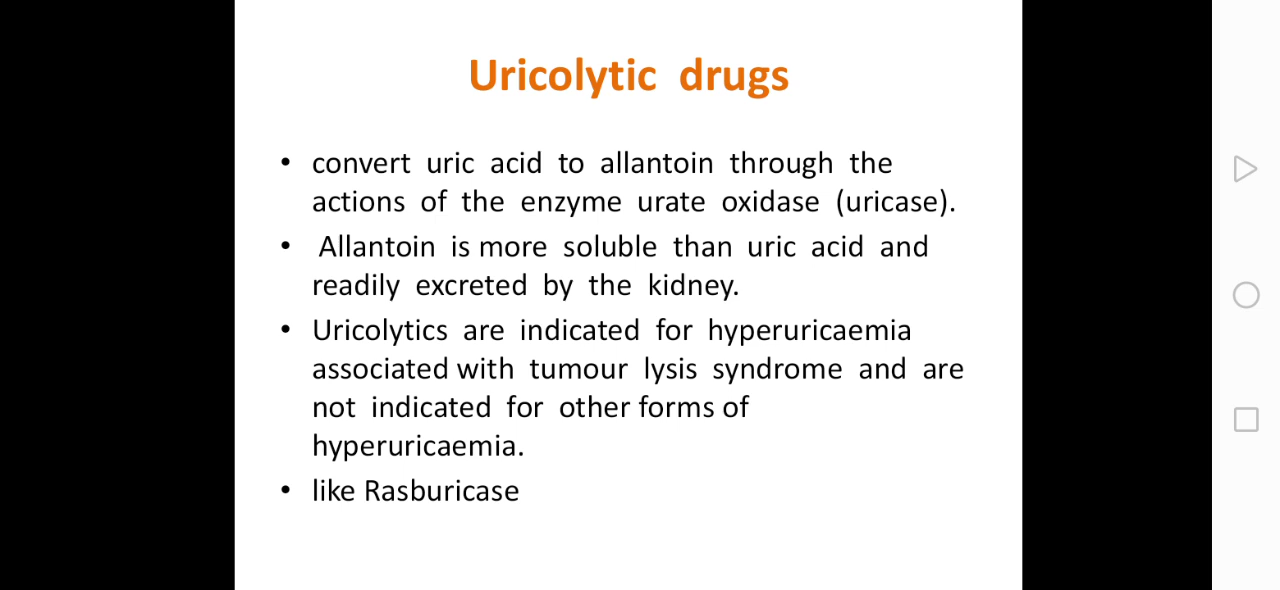 Uricolytic drugs
• convert uric acid to allantoin through the
actions of the enzyme urate oxidase (uricase).
• Allantoin is more soluble than uric acid and
readily excreted by the kidney.
• Uricolytics are indicated for hyperuricaemia
associated with tumour lysis syndrome and are
not indicated for other forms of
hyperuricaemia.
• like Rasburicase